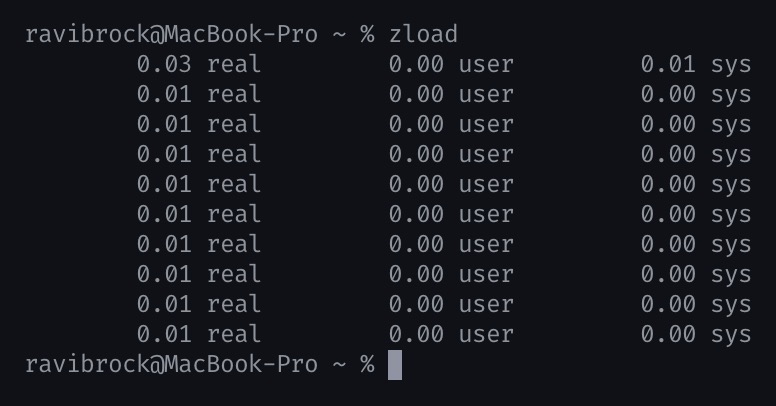 ravibrock@MacBook-Pro ~ % zload
0.03 real 0.00 user 0.01 sys
0.01 real 0.00 user 0.00 sys
0.01 real 0.00 user 0.00 sys
0.01 real 0.00 user 0.00 sys
0.01 real 0.00 user 0.00 sys
0.01 real 0.00 user 0.00 sys
0.01 real 0.00 user 0.00 sys
0.01 real 0.00 user 0.00 sys
0.01 real 0.00 user 0.00 sys
0.01 real 0.00 user 0.00 sys
ravibrock@MacBook-Pro ~ %